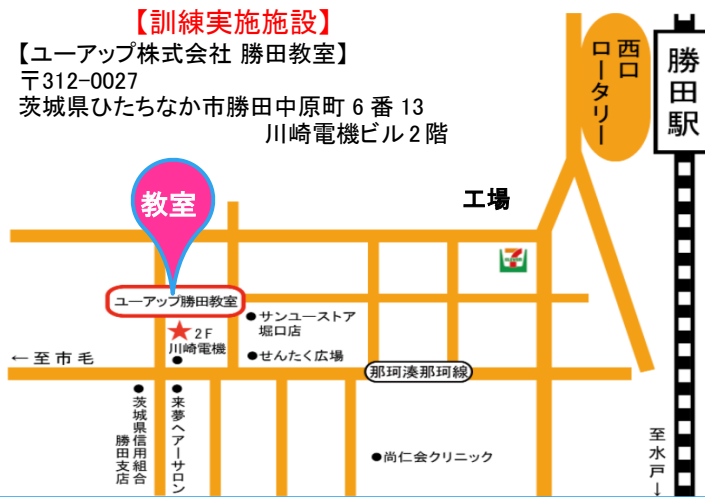 【訓練実施施設】
【ユーアップ株式会社 勝田教室】
〒312-0027
茨城県ひたちなか市勝田中原町 6 番 13
川崎電機ビル 2 階
西口
ロータリー
勝田駅
教室
工場
ユーアップ勝田教室
★ 2F
川崎電機
●サンユーストア
堀口店
●せんたく広場
←至市毛
那珂湊那珂線
●茨城県信用組合
勝田支店
●来夢ヘアーサロン
●尚仁会クリニック
至水戸↓